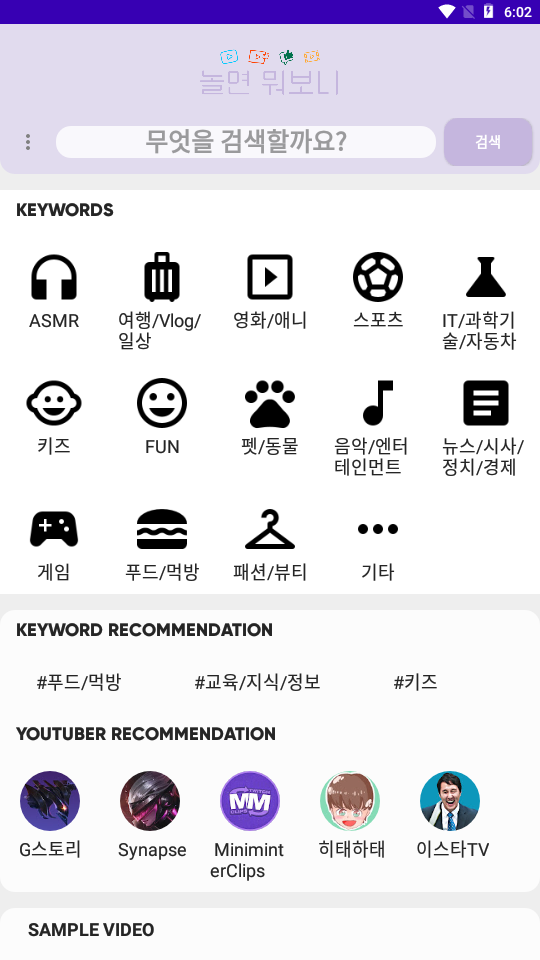 6:02
놀면 뭐보니
무엇을 검색할까요?
검색
KEYWORDS
ASMR
여행/Vlog/
일상
영화/애니
스포츠
IT/과학기
술/자동차
키즈
FUN
펫/동물
음악/엔터
테인먼트
뉴스/시사/
정치/경제
게임
푸드/먹방
패션/뷰티
기타
KEYWORD RECOMMENDATION
#푸드/먹방
#교육/지식/정보
#키즈
YOUTUBER RECOMMENDATION
MM
G스토리
Synapse
Minimint
erClips
히태하태
이스타TV
SAMPLE VIDEO